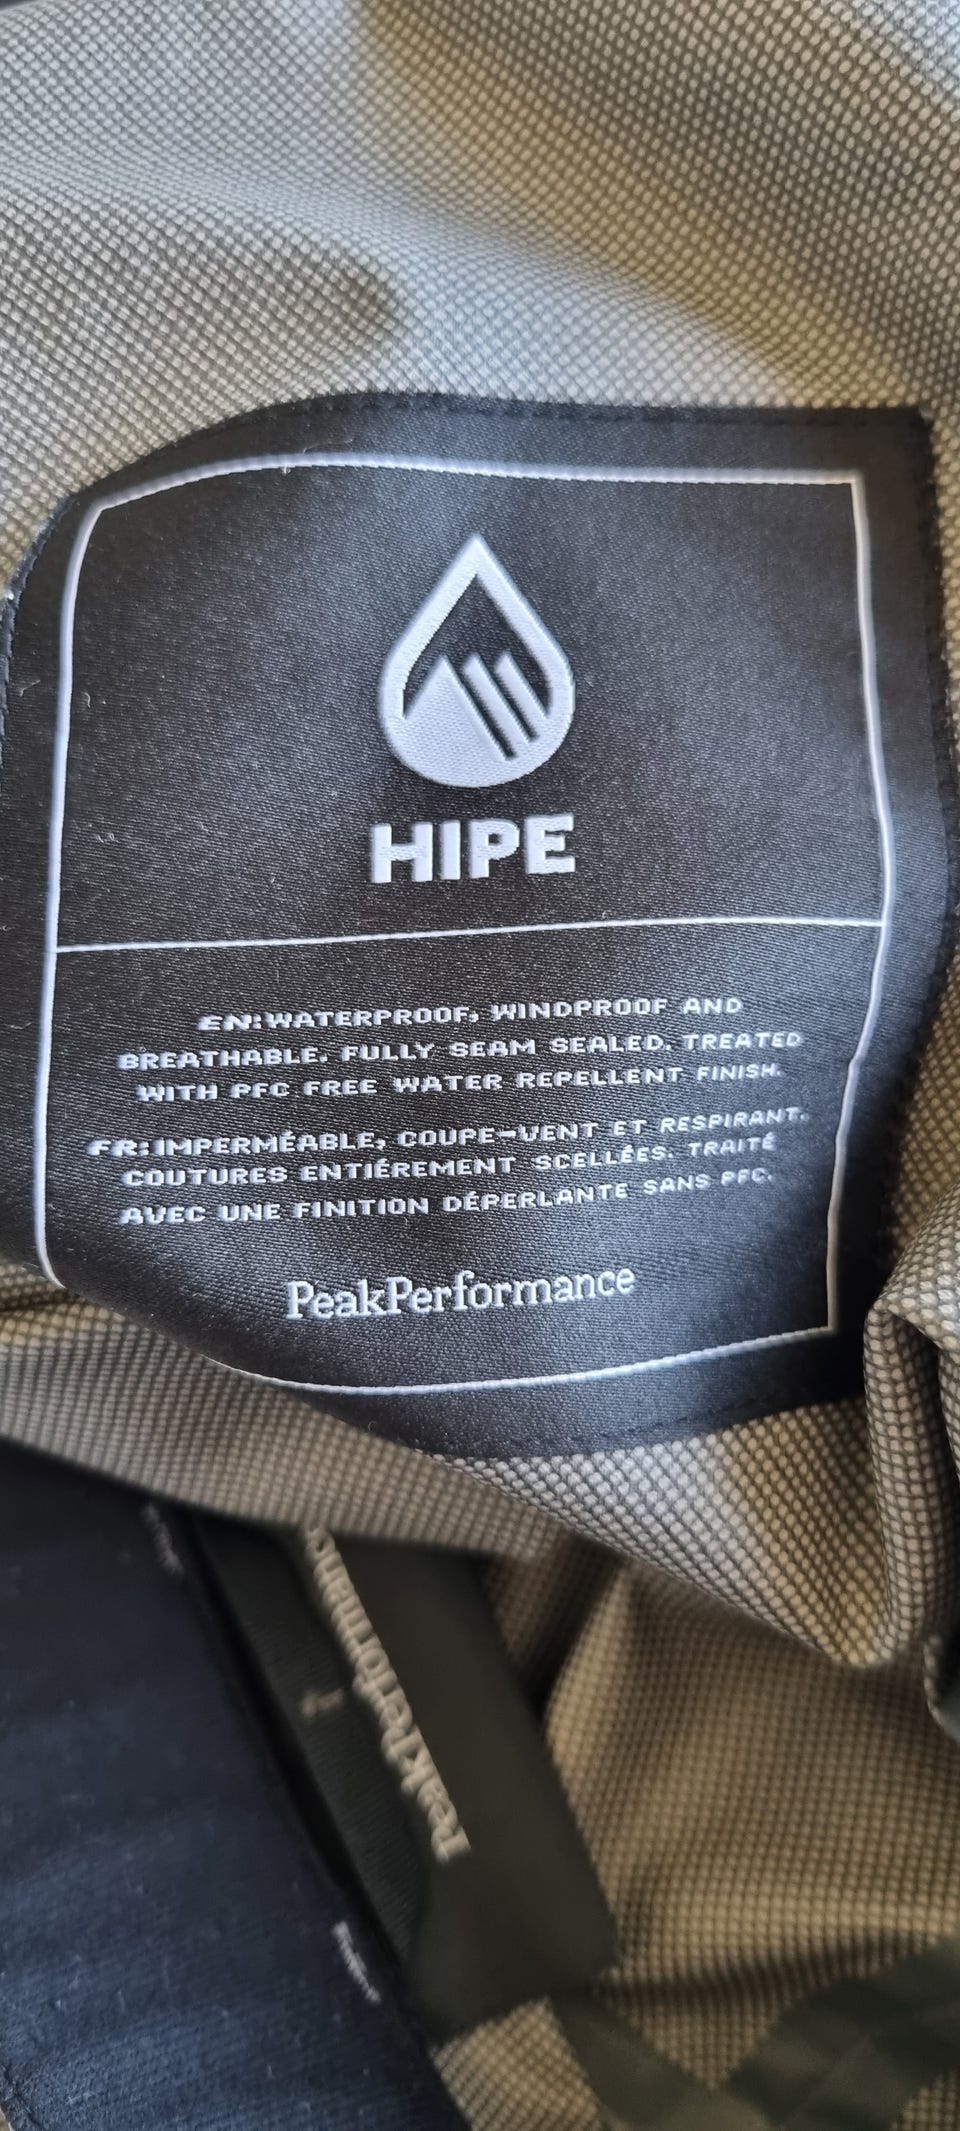 HIPE
EN:WATERPROOF, WINDPROOF AND
BREATHABLE. FULLY SEAM SEALED. TREATED
WITH PFC FREE WATER REPELLENT FINISH.
FR:IMPERMÉABLE, COUPE-VENT ET RESPIRANT.
COUTURES ENTIÉREMENT SCELLÉES. TRAITÉ
AVEC UNE FINITION DÉPERLANTE SANS PFC.
PeakPerformance
PeakPerformance